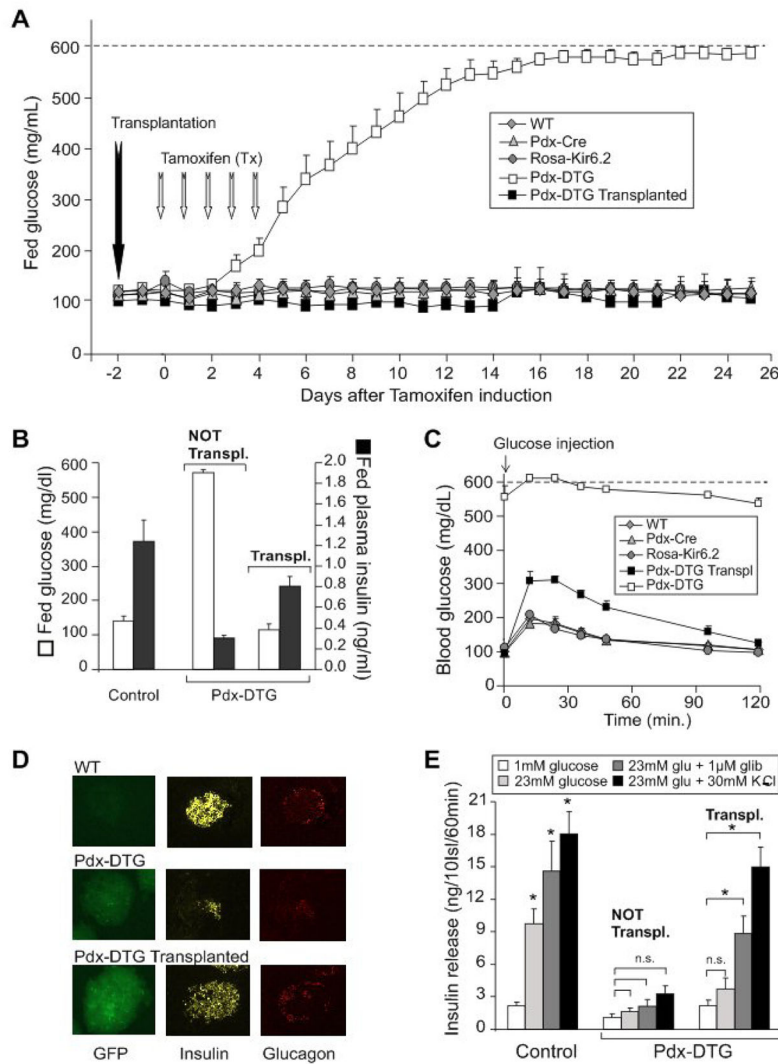 A
Fed glucose (mg/mL)
600
500
400
300
200
100
0
Transplantation
Tamoxifen (Tx)
WT
Pdx-Cre
Rosa-Kir6.2
Pdx-DTG
Pdx-DTG Transplanted
-2 0 2 4 6 8 10 12 14 16 18 20 22 24 26
Days after Tamoxifen induction
B
Fed glucose (mg/dl)
600
500
400
300
200
100
NOT
Transpl.
Transpl.
2.0
1.8
1.6
1.4
1.2
1.0
0.8
0.6
0.4
0.2
0.0
Fed plasma insulin (ng/ml)
Control
Pdx-DTG
C
Glucose injection
Blood glucose (mg/dL)
600
500
400
300
200
100
0
WT
Pdx-Cre
Rosa-Kir6.2
Pdx-DTG Transpl
Pdx-DTG
0 30 60 90 120
Time (min.)
D
WT
Pdx-DTG
Pdx-DTG Transplanted
GFP Insulin Glucagon
E
1mM glucose
23mM glu + 1µM glib
23mM glucose
23mM glu + 30mM KCl
Insulin release (ng/10Isl/60min)
21
18
15
12
9
6
3
0
* * *
NOT
Transpl.
n.s.
Transpl.
*
*
n.s.
Control
Pdx-DTG